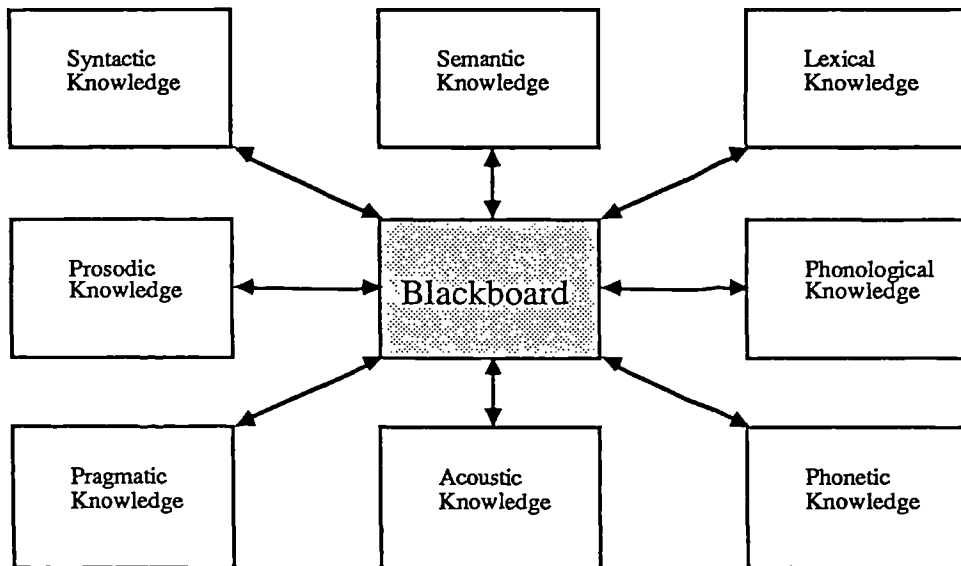 Syntactic
Knowledge
Semantic
Knowledge
Lexical
Knowledge
Prosodic
Knowledge
Blackboard
Phonological
Knowledge
Pragmatic
Knowledge
Acoustic
Knowledge
Phonetic
Knowledge